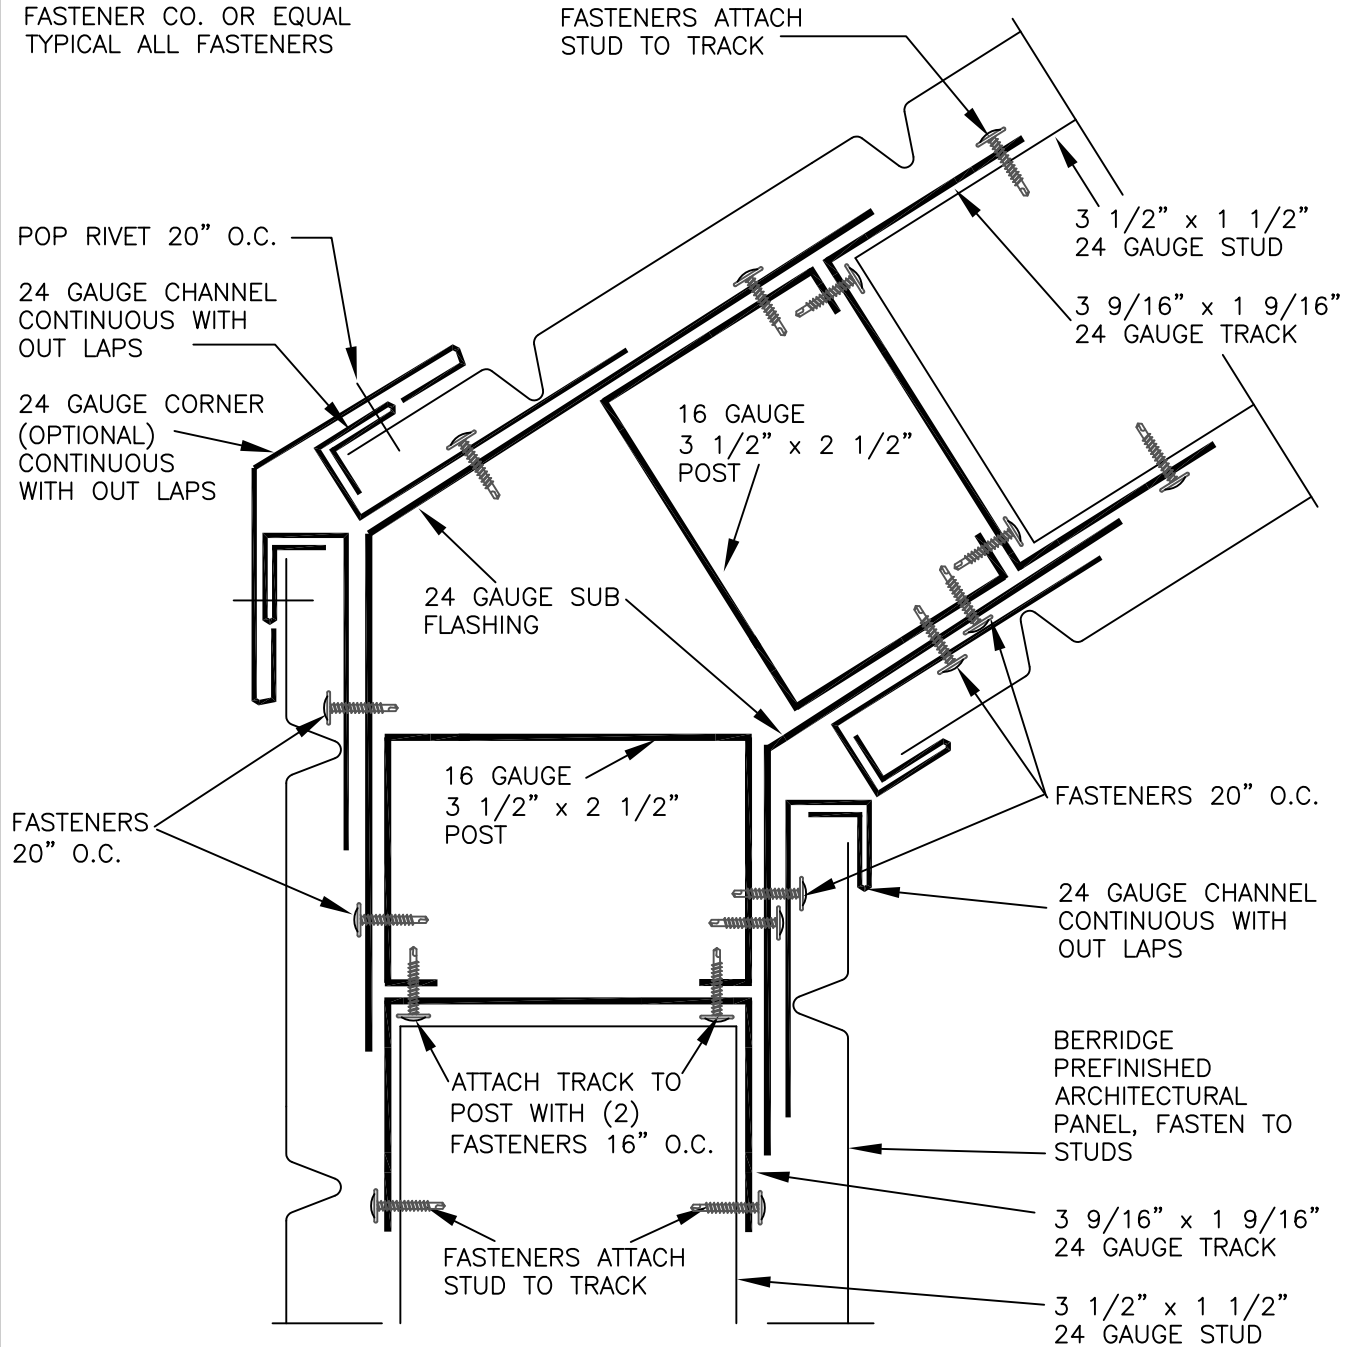 FASTENER CO. OR EQUAL
TYPICAL ALL FASTENERS
FASTENERS ATTACH
STUD TO TRACK
3 1/2" x 1 1/2"
24 GAUGE STUD
3 9/16" x 1 9/16"
24 GAUGE TRACK
POP RIVET 20" O.C.
24 GAUGE CHANNEL
CONTINUOUS WITH
OUT LAPS
24 GAUGE CORNER
(OPTIONAL)
CONTINUOUS
WITH OUT LAPS
16 GAUGE
3 1/2" x 2 1/2"
POST
24 GAUGE SUB
FLASHING
16 GAUGE
3 1/2" x 2 1/2"
POST
FASTENERS
20" O.C.
FASTENERS 20" O.C.
24 GAUGE CHANNEL
CONTINUOUS WITH
OUT LAPS
BERRIDGE
PREFINISHED
ARCHITECTURAL
PANEL, FASTEN TO
STUDS
ATTACH TRACK TO
POST WITH (2)
FASTENERS 16" O.C.
FASTENERS ATTACH
STUD TO TRACK
3 9/16" x 1 9/16"
24 GAUGE TRACK
3 1/2" x 1 1/2"
24 GAUGE STUD